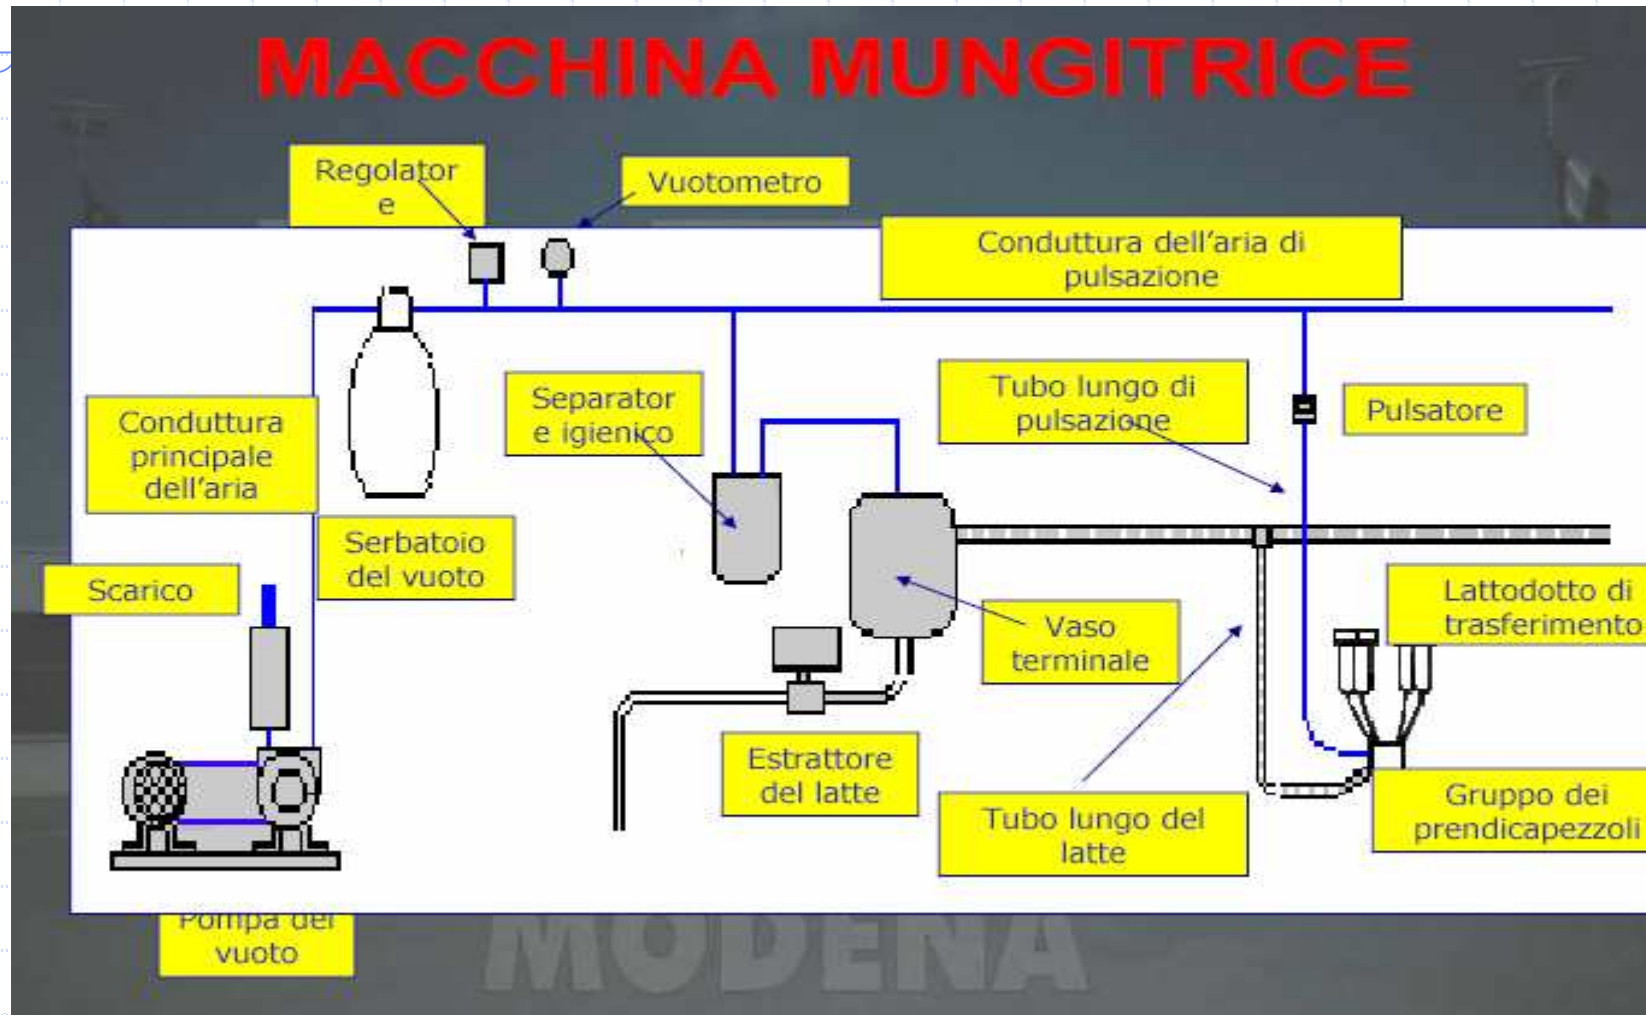 MACCHINA MUNGITRICE
Regolator
e
Vuotometro
Conduttura dell'aria di
pulsazione
Separator
e igienico
Tubo lungo di
pulsazione
Pulsatore
Conduttura
principale
dell'aria
Serbatoio
del vuoto
Scarico
Vaso
terminale
Lattodotto di
trasferimento
Estrattore
del latte
Tubo lungo del
latte
Gruppo dei
prendicapezzoli
Pompa del
vuoto
MODENA